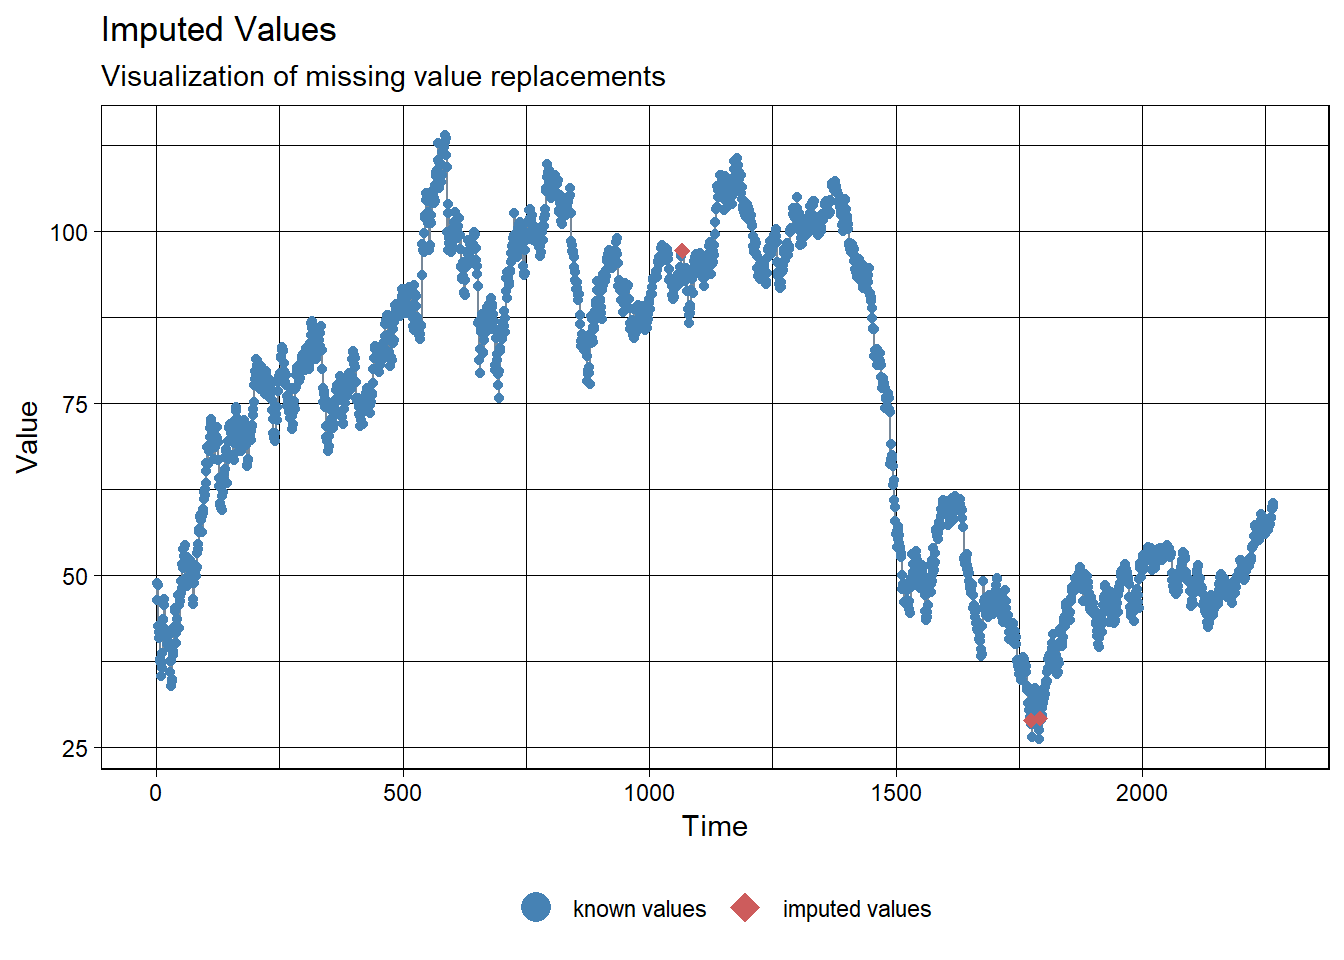 Imputed Values
Visualization of missing value replacements
Value
100
75
50
25
0 500 1000 1500 2000
Time
known values imputed values